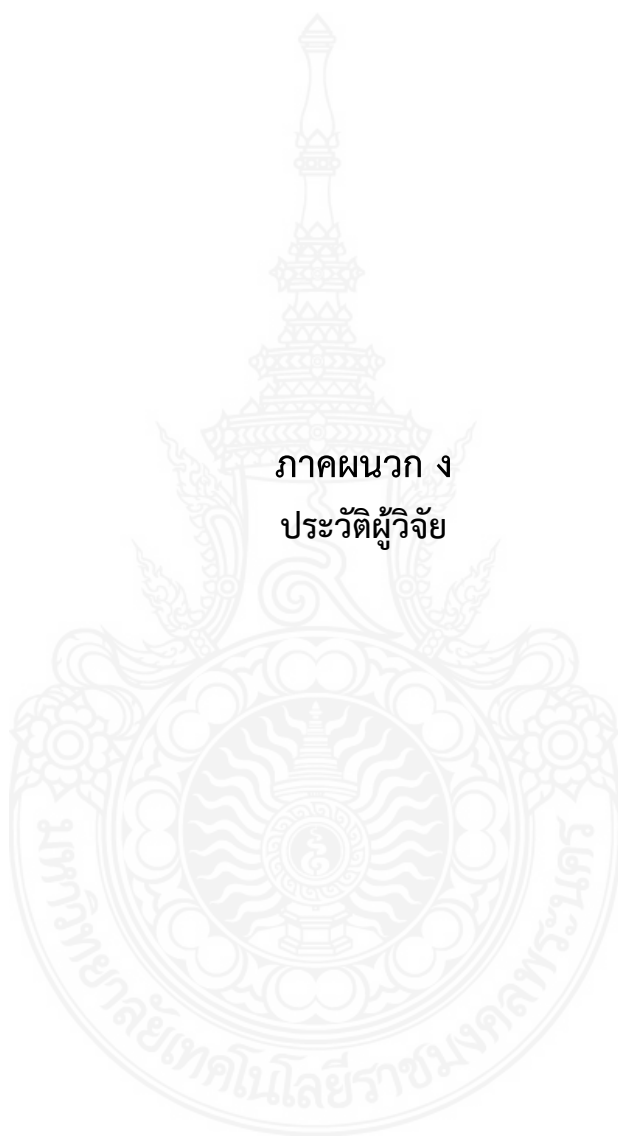 ภาคผนวก ง
ประวัติผู้วิจัย
มหาวิทยาลัยเทคโนโลยีราชมงคลพระนคร